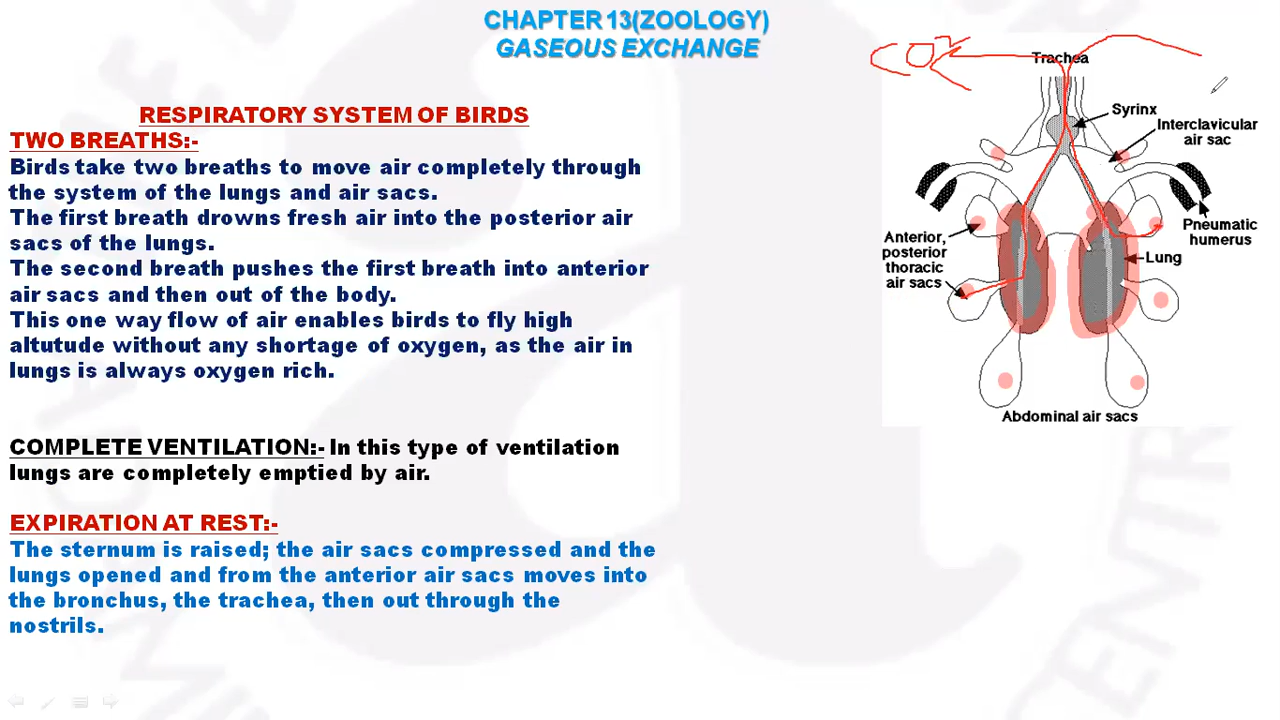 CHAPTER 13(ZOOLOGY)
GASEOUS EXCHANGE
RESPIRATORY SYSTEM OF BIRDS
TWO BREATHS:-
Birds take two breaths to move air completely through
the system of the lungs and air sacs.
The first breath drowns fresh air into the posterior air
sacs of the lungs.
The second breath pushes the first breath into anterior
air sacs and then out of the body.
This one way flow of air enables birds to fly high
altutude without any shortage of oxygen, as the air in
lungs is always oxygen rich.
COMPLETE VENTILATION:- In this type of ventilation
lungs are completely emptied by air.
EXPIRATION AT REST:-
The sternum is raised; the air sacs compressed and the
lungs opened and from the anterior air sacs moves into
the bronchus, the trachea, then out through the
nostrils.
CO2
Trachea
Syrinx
Interclavicular
air sac
Pneumatic
humerus
Anterior,
posterior
thoracic
air sacs
Lung
Abdominal air sacs